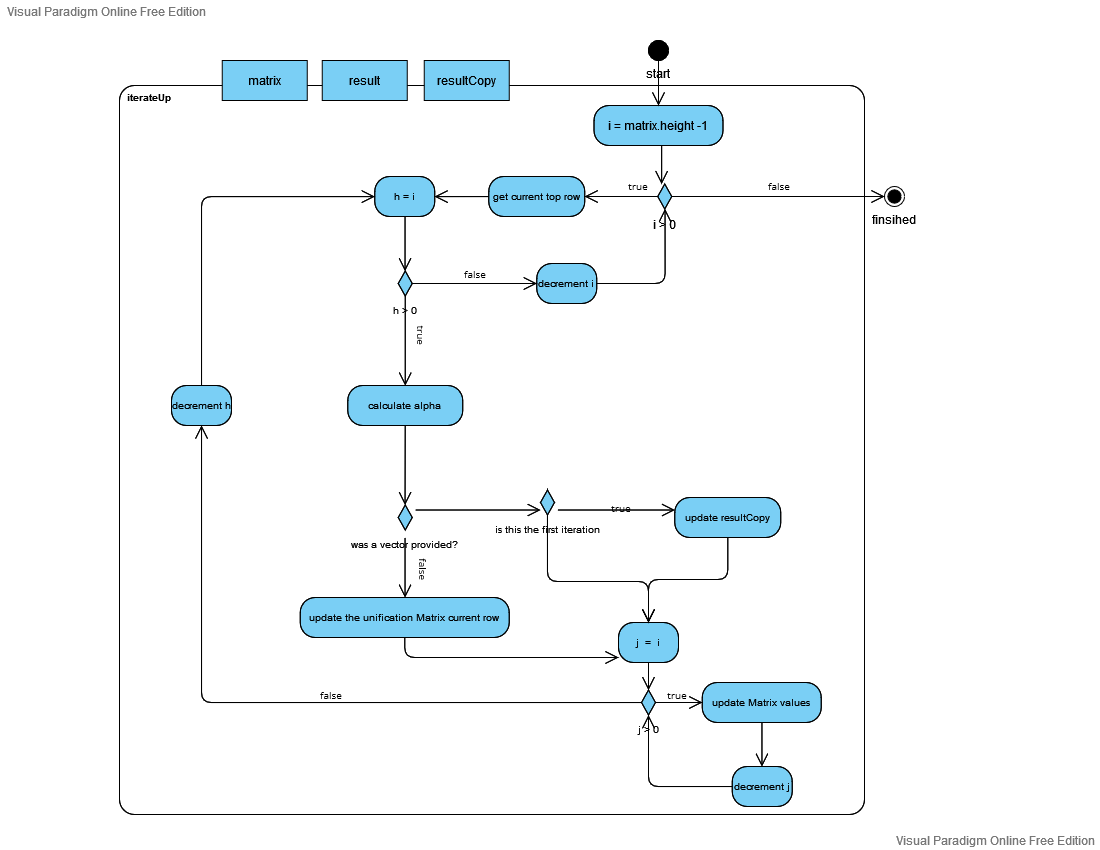 Visual Paradigm Online Free Edition
start
matrix
result
resultCopy
iterateUp
i = matrix.height -1
h = i
get current top row
true
false
i > 0
finsihed
false
decrement i
h > 0
true
decrement h
calculate alpha
true
update resultCopy
is this the first iteration
was a vector provided?
false
update the unification Matrix current row
j = i
false
true
update Matrix values
j > 0
decrement j
Visual Paradigm Online Free Edition